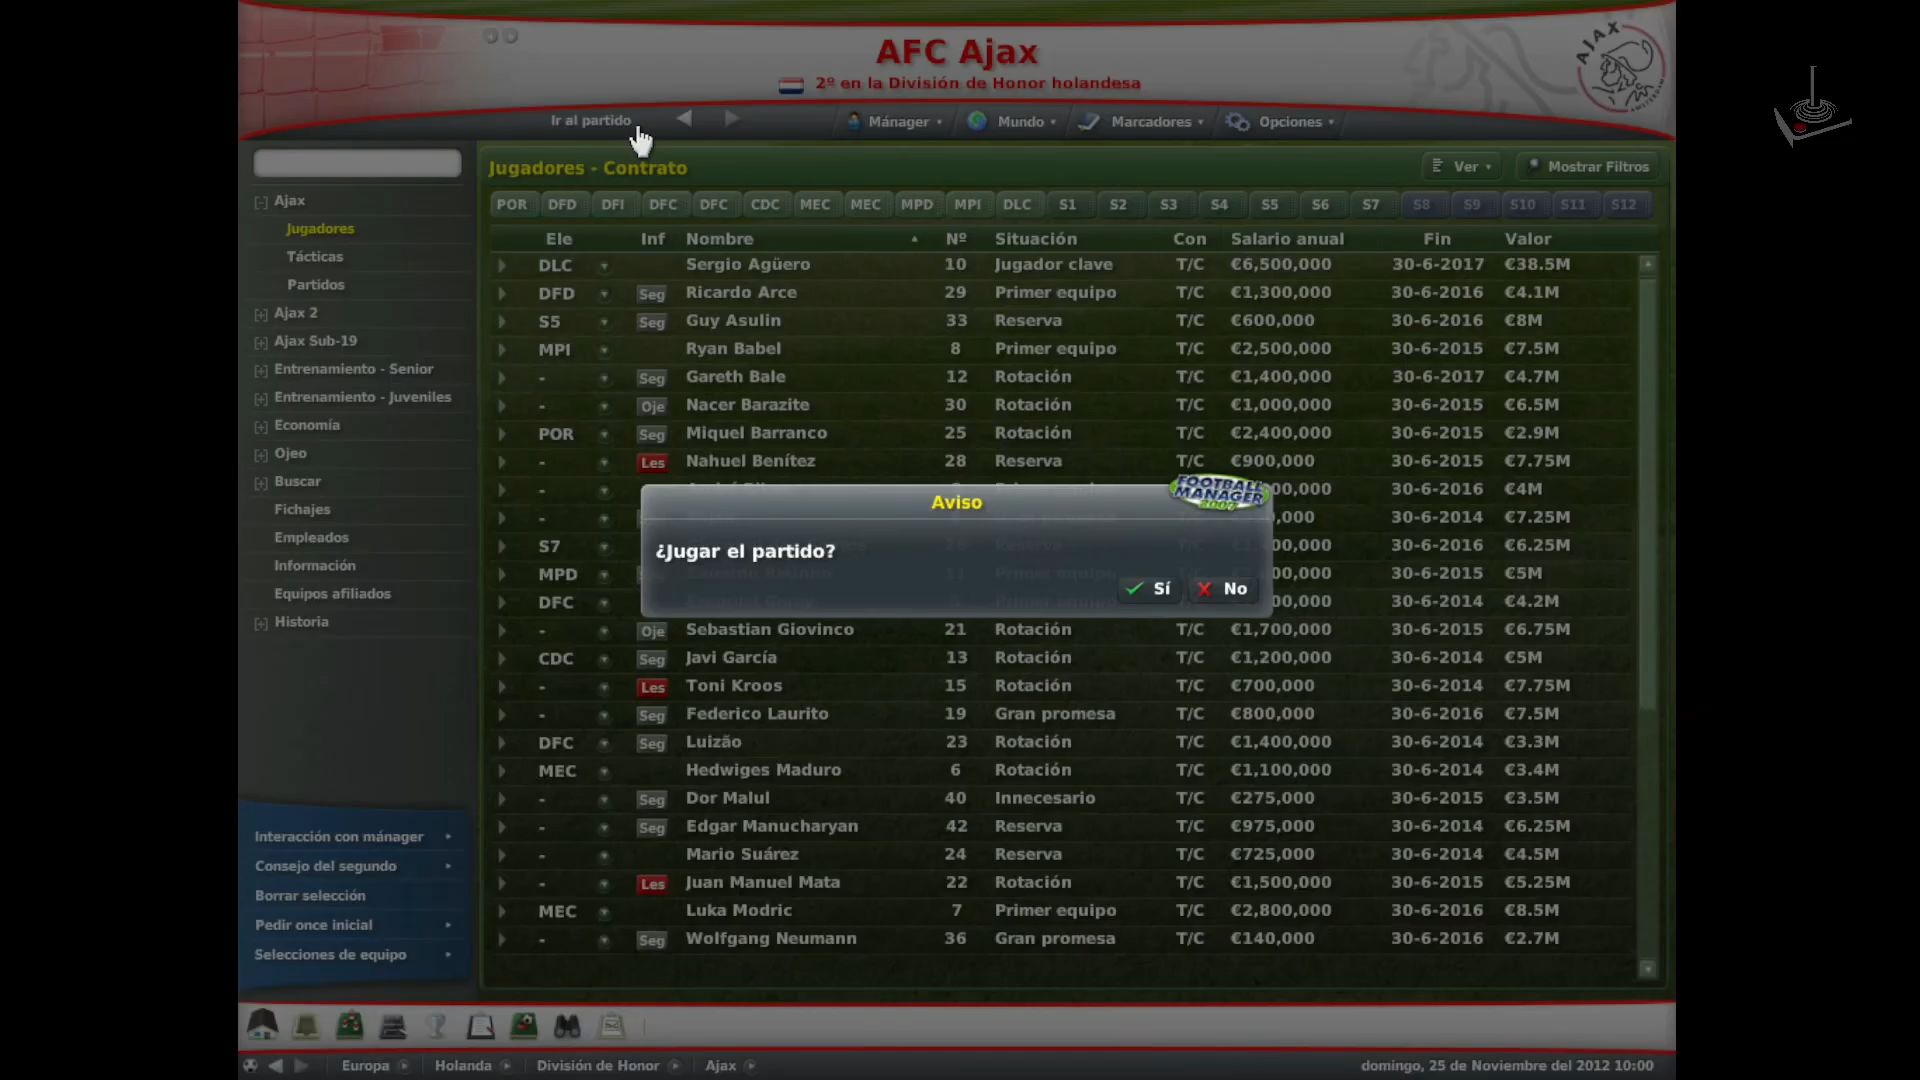 AFC Ajax
2º en la División de Honor holandesa
AJAX
Ir al partido
Mánager
Mundo
Marcadores
Opciones
Jugadores - Contrato
Ver
Mostrar Filtros
POR DFD DFI DFC DFC CDC MEC MEC MPD MPI DLC S1 S2 S3 S4 S5 S6 S7 S8 S9 S10 S11 S12
Ajax
Jugadores
Tácticas
Partidos
Ajax 2
Ajax Sub-19
Entrenamiento - Senior
Entrenamiento - Juveniles
Economía
Ojeo
Buscar
Fichajes
Empleados
Información
Equipos afiliados
Historia
Interacción con mánager
Consejo del segundo
Borrar selección
Pedir once inicial
Selecciones de equipo
Ele Inf Nombre Nº Situación Con Salario anual Fin Valor
DLC Sergio Agüero 10 Jugador clave T/C €6,500,000 30-6-2017 €38.5M
DFD Seg Ricardo Arce 29 Primer equipo T/C €1,300,000 30-6-2016 €4.1M
S5 Seg Guy Asulin 33 Reserva T/C €600,000 30-6-2016 €8M
MPI Ryan Babel 8 Primer equipo T/C €2,500,000 30-6-2015 €7.5M
- Seg Gareth Bale 12 Rotación T/C €1,400,000 30-6-2017 €4.7M
- Oje Nacer Barazite 30 Rotación T/C €1,000,000 30-6-2015 €6.5M
POR Seg Miquel Barranco 25 Rotación T/C €2,400,000 30-6-2015 €2.9M
- Les Nahuel Benítez 28 Reserva T/C €900,000 30-6-2015 €7.75M
- 00,000 30-6-2016 €4M
- 0,000 30-6-2014 €7.25M
S7 00,000 30-6-2016 €6.25M
MPD 00,000 30-6-2015 €5M
DFC 00,000 30-6-2014 €4.2M
- Oje Sebastian Giovinco 21 Rotación T/C €1,700,000 30-6-2015 €6.75M
CDC Seg Javi García 13 Rotación T/C €1,200,000 30-6-2014 €5M
- Les Toni Kroos 15 Rotación T/C €700,000 30-6-2014 €7.75M
- Seg Federico Laurito 19 Gran promesa T/C €800,000 30-6-2016 €7.5M
DFC Seg Luizão 23 Rotación T/C €1,400,000 30-6-2014 €3.3M
MEC Hedwiges Maduro 6 Rotación T/C €1,100,000 30-6-2014 €3.4M
- Seg Dor Malul 40 Innecesario T/C €275,000 30-6-2015 €3.5M
- Seg Edgar Manucharyan 42 Reserva T/C €975,000 30-6-2014 €6.25M
- Mario Suárez 24 Reserva T/C €725,000 30-6-2014 €4.5M
- Les Juan Manuel Mata 22 Rotación T/C €1,500,000 30-6-2015 €5.25M
MEC Luka Modric 7 Primer equipo T/C €2,800,000 30-6-2016 €8.5M
- Seg Wolfgang Neumann 36 Gran promesa T/C €140,000 30-6-2016 €2.7M
Aviso
FOOTBALL
MANAGER
2007
¿Jugar el partido?
Sí
No
Europa
Holanda
División de Honor
Ajax
domingo, 25 de Noviembre del 2012 10:00